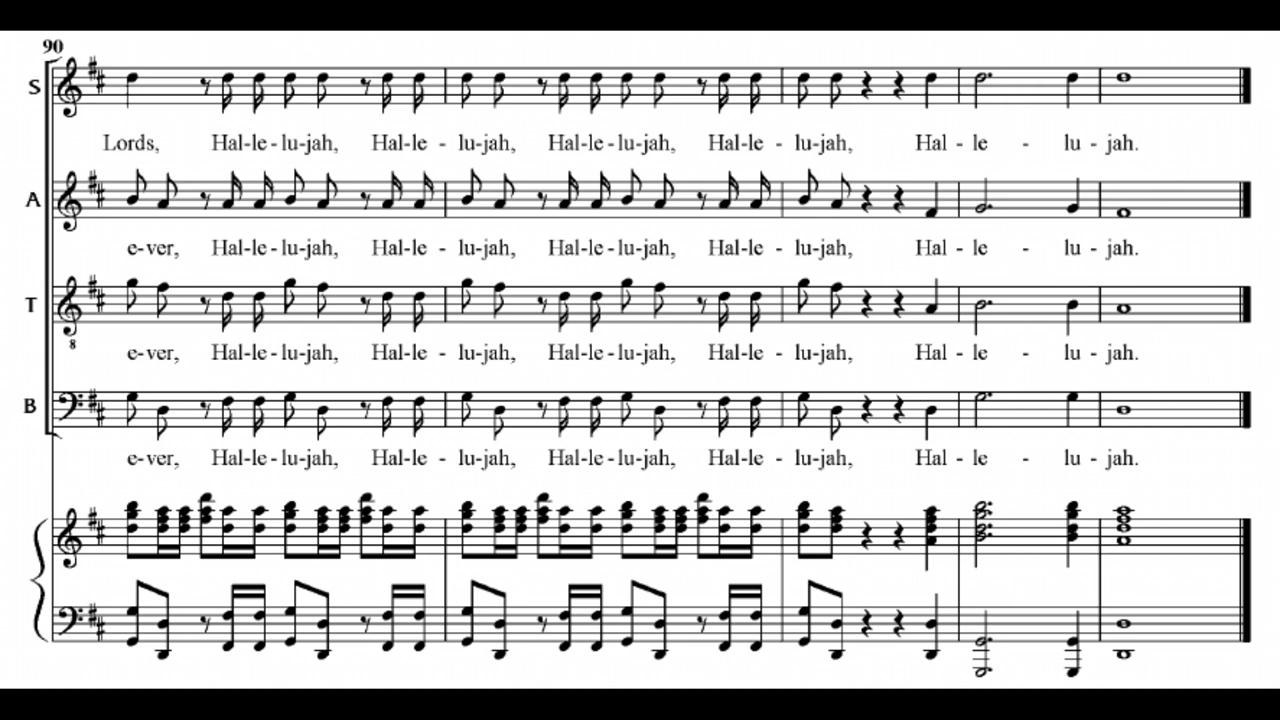 90
S
Lords, Hal-le-lu-jah, Hal-le - lu-jah, Hal-le-lu-jah, Hal-le - lu-jah, Hal - le - lu - jah.
A
e-ver, Hal-le-lu-jah, Hal-le - lu-jah, Hal-le-lu-jah, Hal-le - lu-jah, Hal - le - lu - jah.
T
8
e-ver, Hal-le-lu-jah, Hal-le - lu-jah, Hal-le-lu-jah, Hal-le - lu-jah, Hal - le - lu - jah.
B
e-ver, Hal-le-lu-jah, Hal-le - lu-jah, Hal-le-lu-jah, Hal-le - lu-jah, Hal - le - lu - jah.